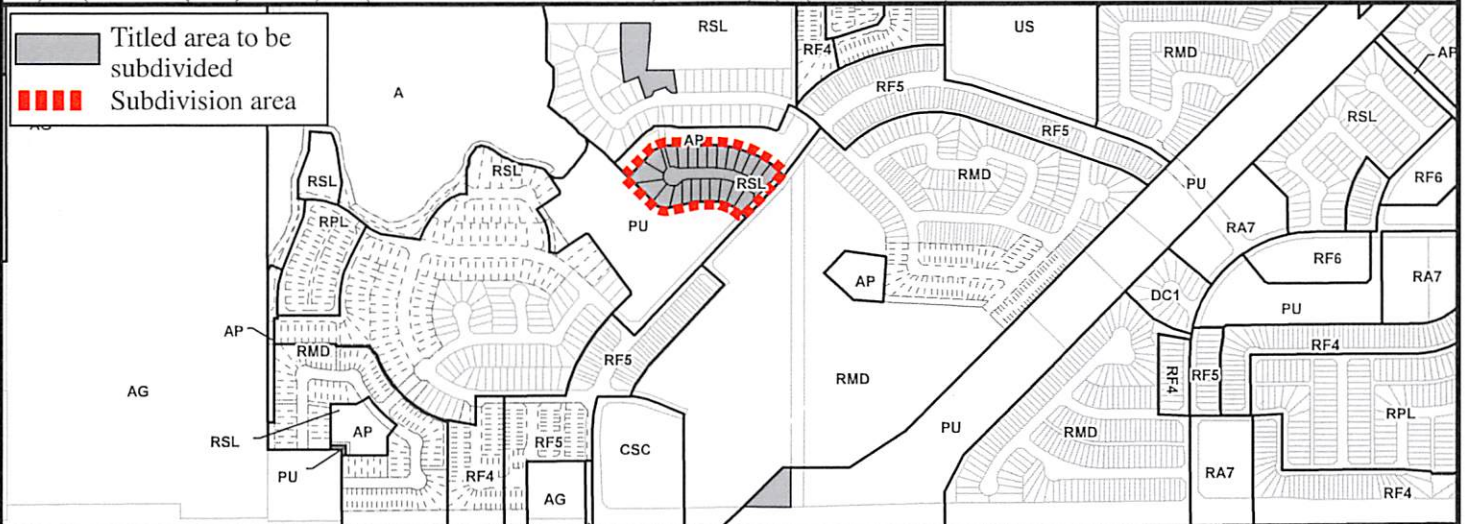 Titled area to be
subdivided
Subdivision area
RSL
RF4
US
RMD
AP
A
RF5
RSL
AG
RF5
AP
RSL
RMD
PU
RF6
RSL
RSL
RPL
PU
RA7
RF6
RA7
AP
DC1
PU
AP
RMD
RF5
RF4
AG
RMD
RF4
RF5
RPL
RSL
AP
RF5
CSC
PU
RMD
PU
RF4
AG
RA7
RF4